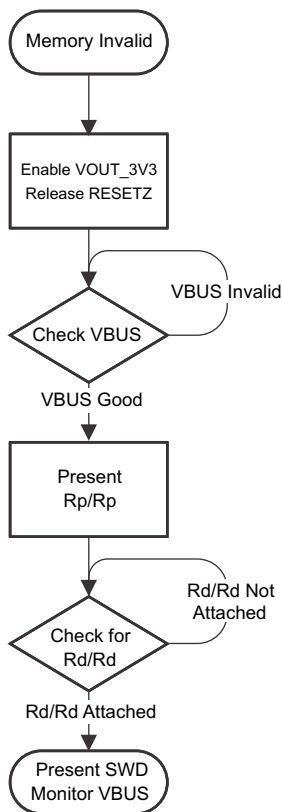 Memory Invalid
Enable VOUT_3V3
Release RESETZ
VBUS Invalid
Check VBUS
VBUS Good
Present
Rp/Rp
Rd/Rd Not
Attached
Check for
Rd/Rd
Rd/Rd Attached
Present SWD
Monitor VBUS